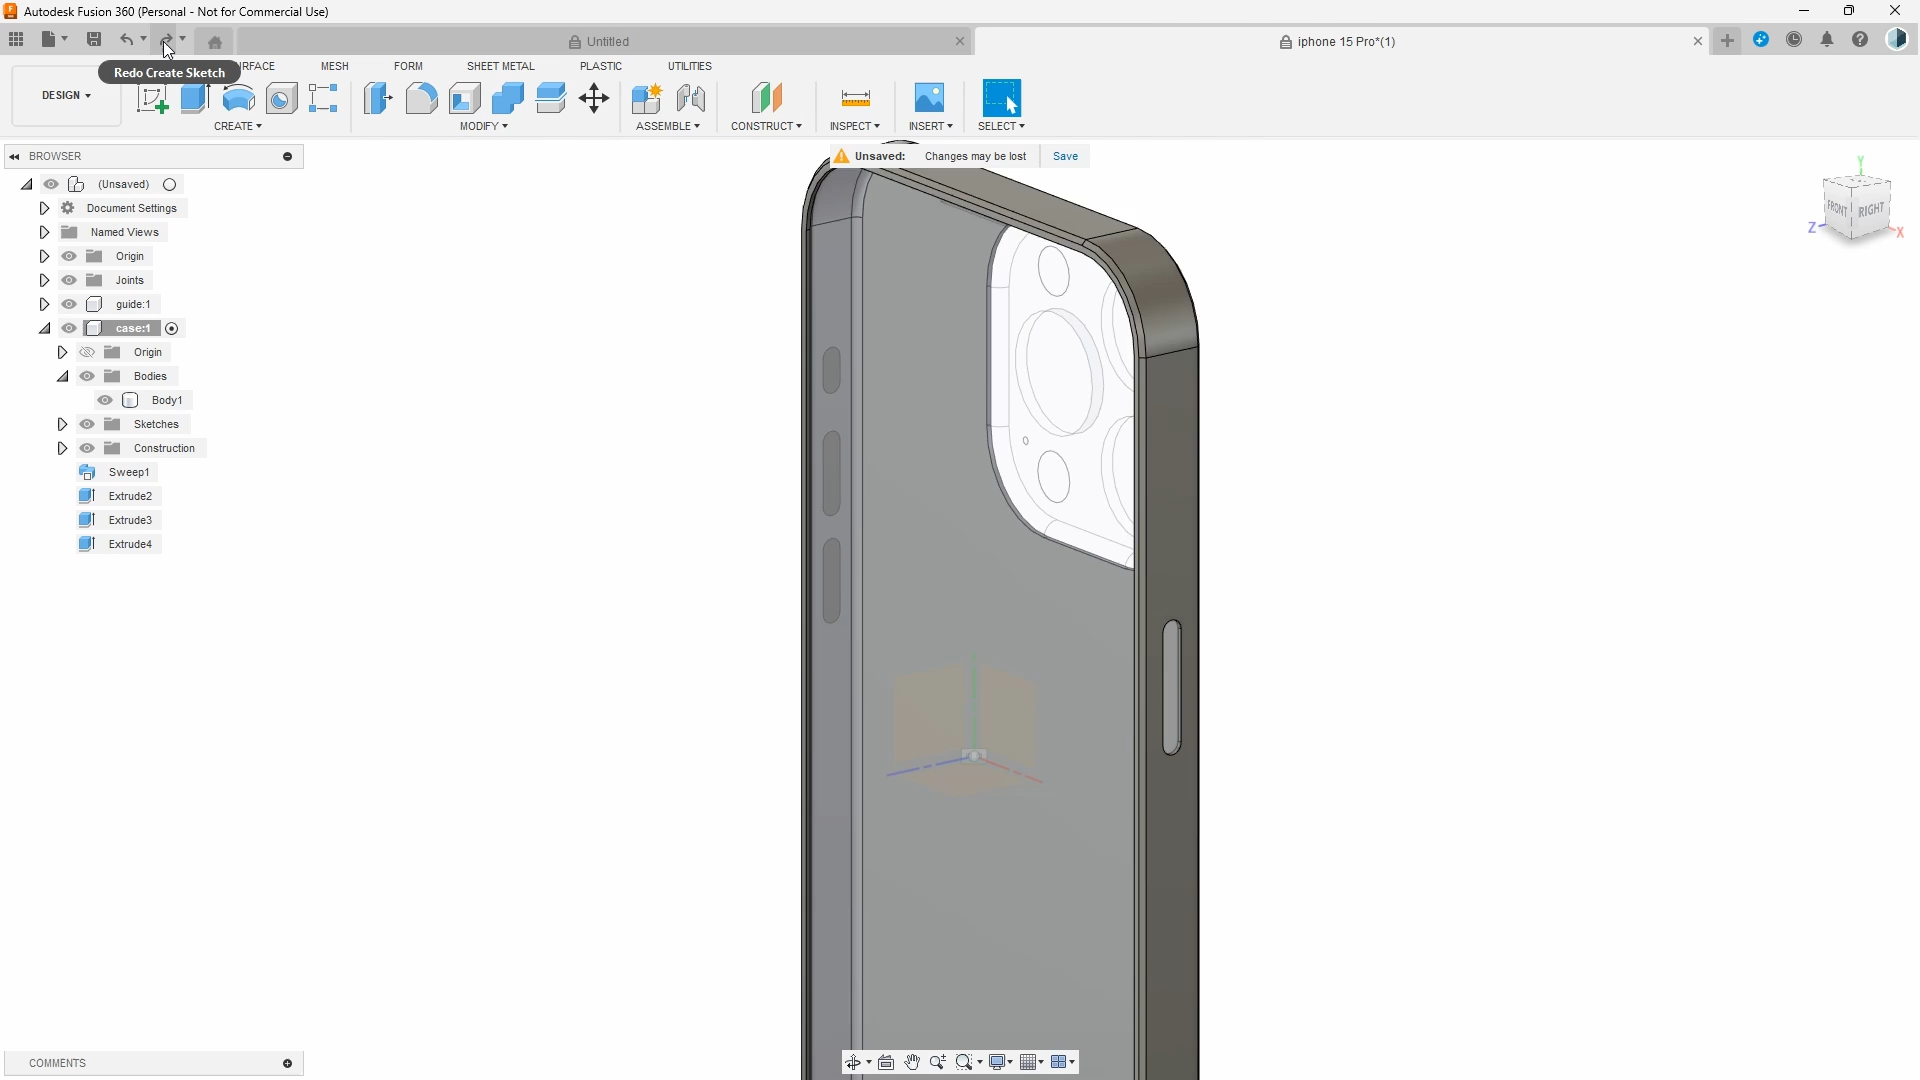 Autodesk Fusion 360 (Personal - Not for Commercial Use)
Untitled
iphone 15 Pro*(1)
Redo Create Sketch
RFACE
MESH
FORM
SHEET METAL
PLASTIC
UTILITIES
DESIGN
CREATE
MODIFY
ASSEMBLE
CONSTRUCT
INSPECT
INSERT
SELECT
BROWSER
Unsaved: Changes may be lost Save
(Unsaved)
Document Settings
Named Views
Origin
Joints
guide:1
case:1
Origin
Bodies
Body1
Sketches
Construction
Sweep1
Extrude2
Extrude3
Extrude4
Y
FRONT
RIGHT
Z
X
COMMENTS